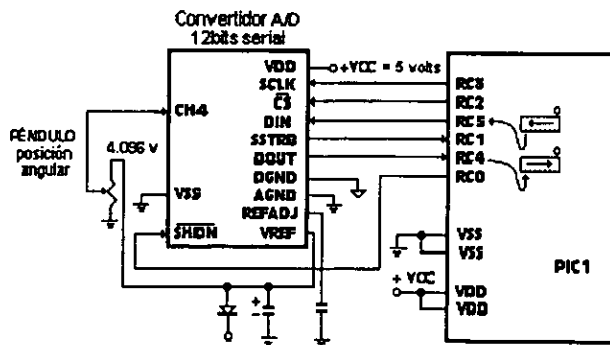 Convertidor A/D
12bits serial
VDD
+VCC = 5 volts
SCLK
RC3
CS
RC2
CH4
DIN
RC5
SSTRB
RC1
PÉNDULO
posición
angular
4.096 v
DOUT
RC4
DGND
RC0
VSS
AGND
REFADJ
SHDN
VREF
VSS
VSS
PIC1
+ VCC
VDD
VDD
+
-